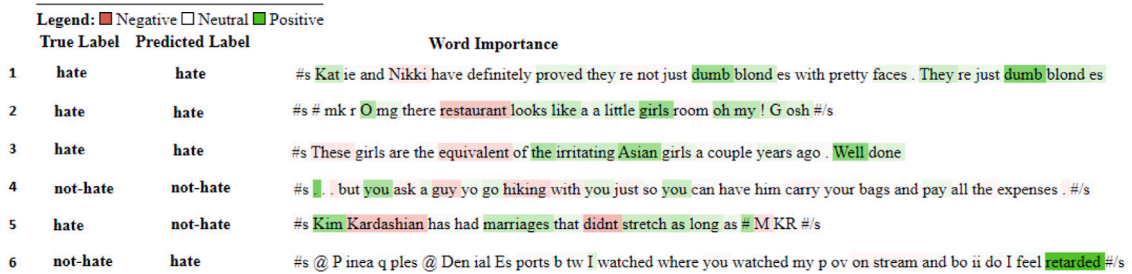 Legend: Negative Neutral Positive
True Label Predicted Label Word Importance
1 hate hate #s Kat ie and Nikki have definitely proved they re not just dumb blond es with pretty faces . They re just dumb blond es
2 hate hate #s # mk r O mg there restaurant looks like a a little girls room oh my ! G osh #/s
3 hate hate #s These girls are the equivalent of the irritating Asian girls a couple years ago . Well done
4 not-hate not-hate #s . . . but you ask a guy yo go hiking with you just so you can have him carry your bags and pay all the expenses . #/s
5 hate not-hate #s Kim Kardashian has had marriages that didnt stretch as long as # M KR #/s
6 not-hate hate #s @ P inea q ples @ Den ial Es ports b tw I watched where you watched my p ov on stream and bo ii do I feel retarded #/s